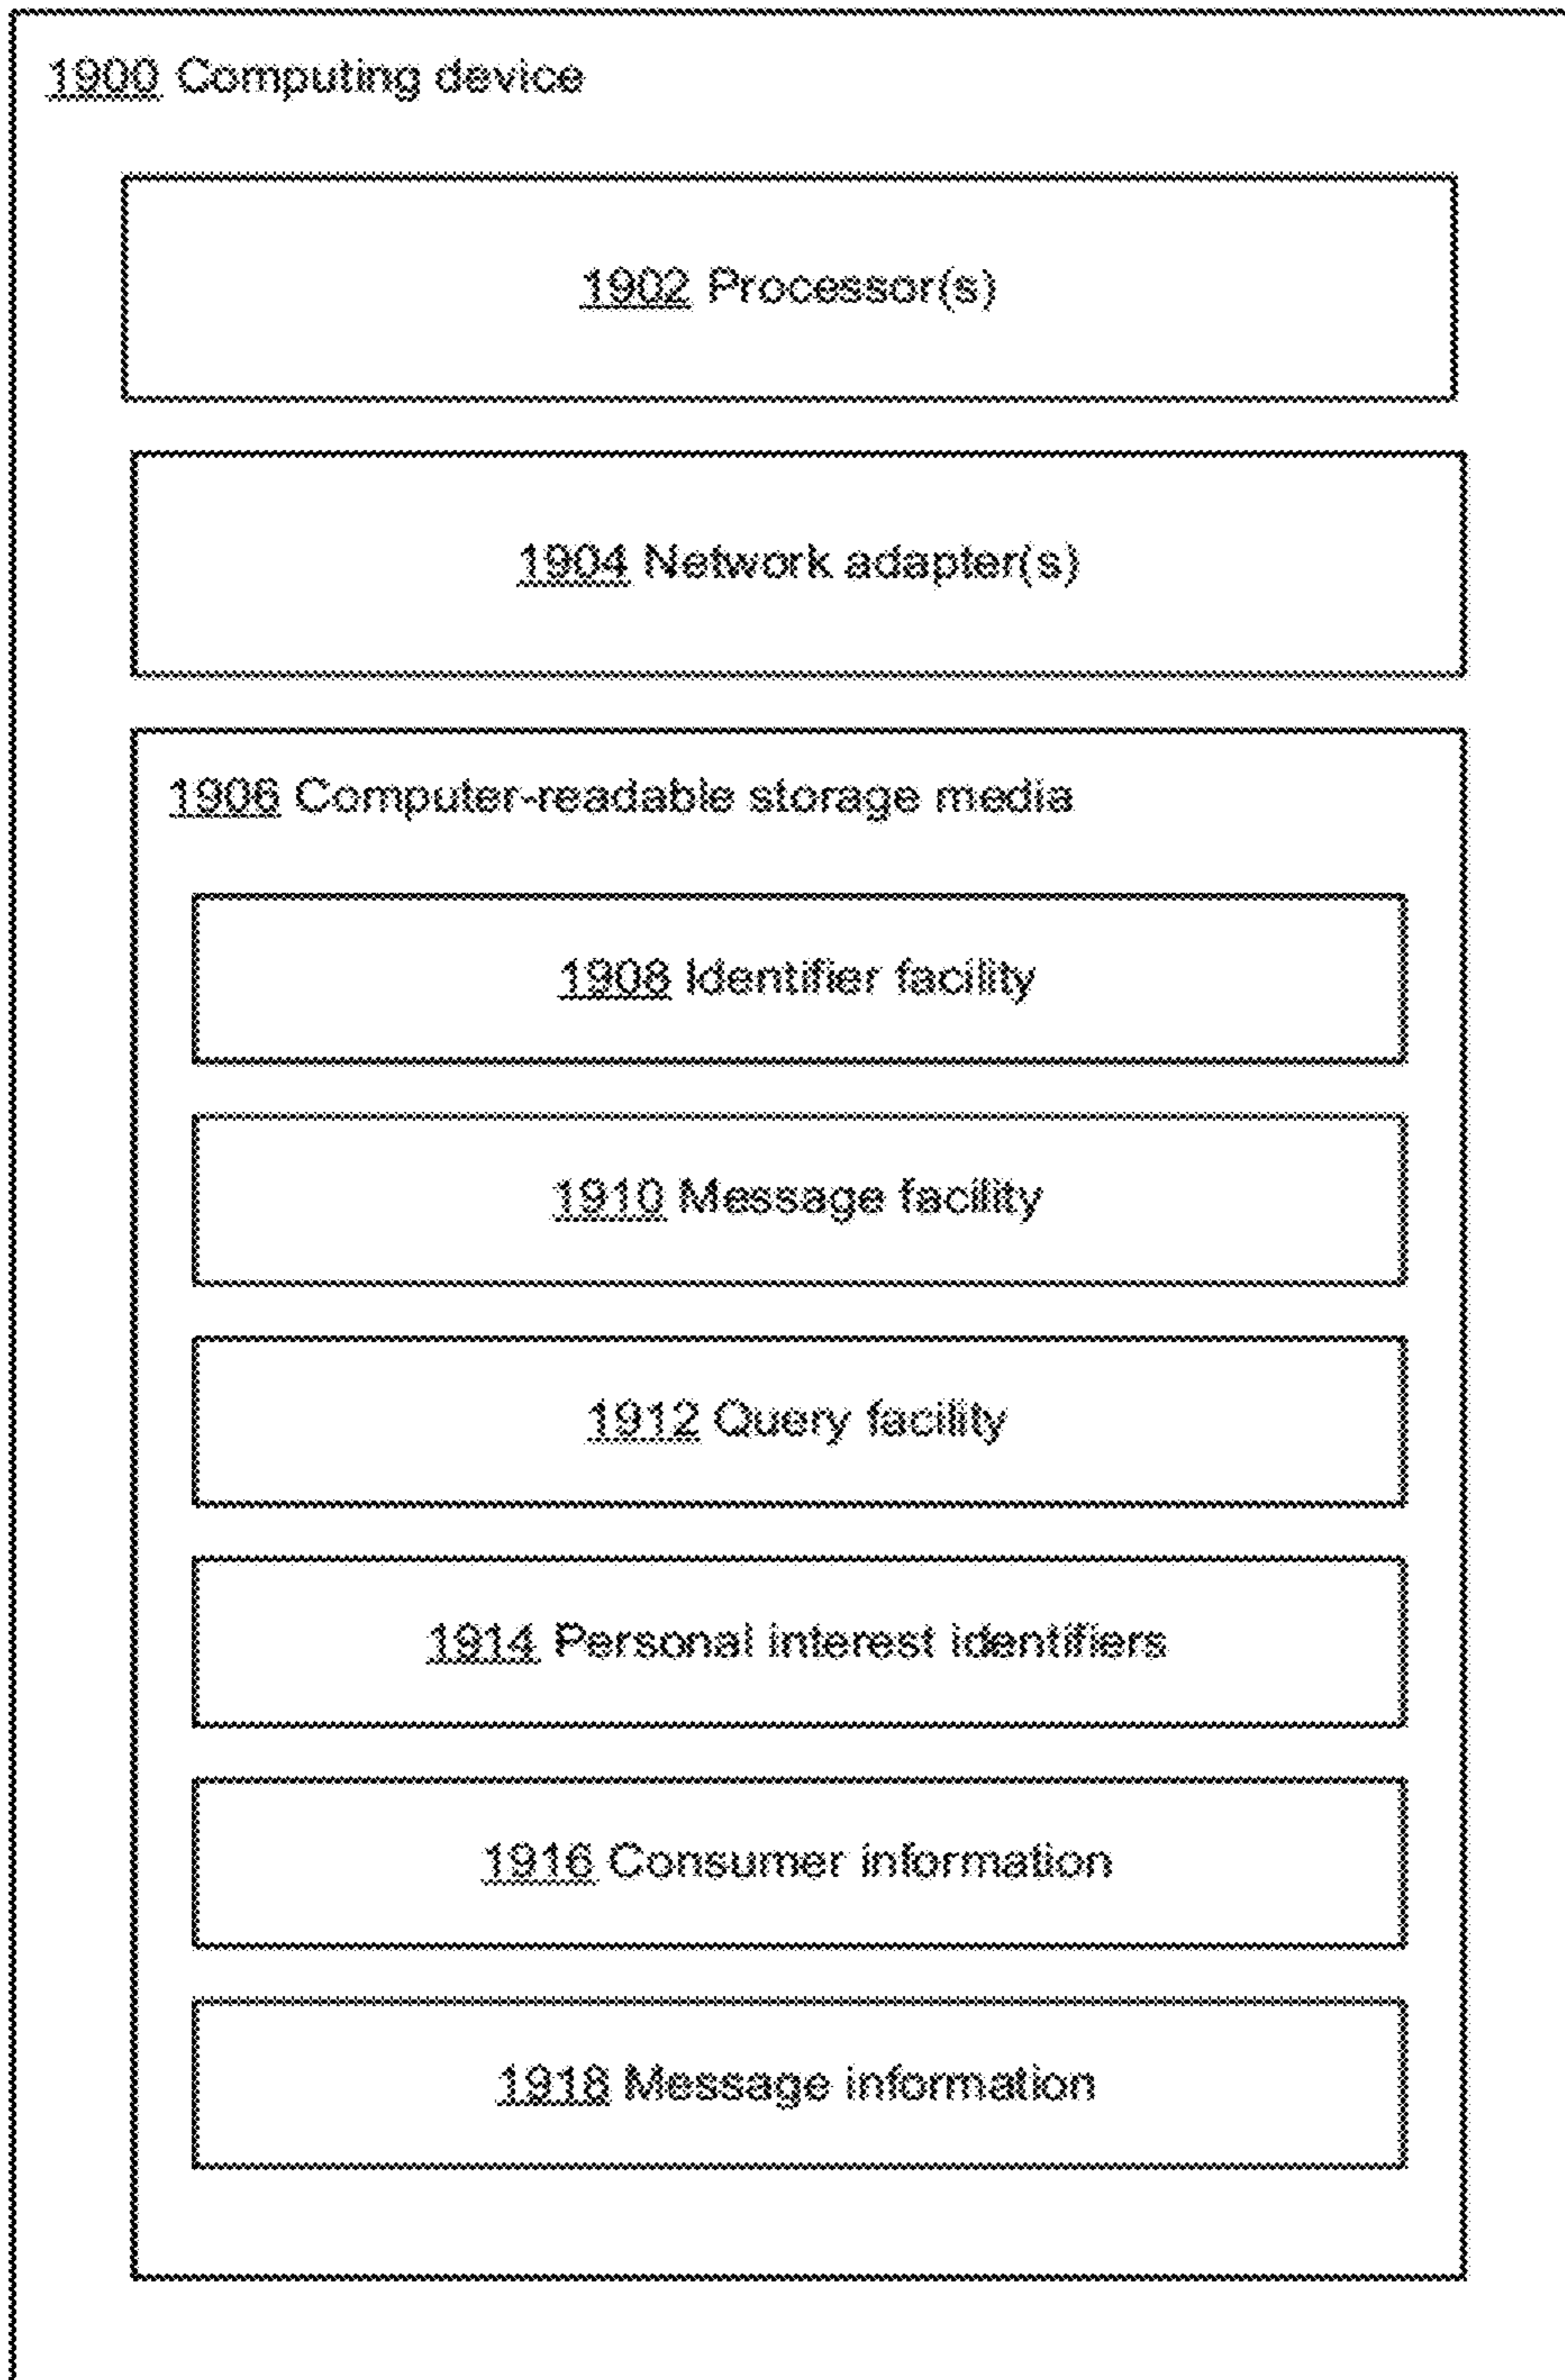 1900 Computing device
1902 Processor(s)
1904 Network adapter(s)
1906 Computer-readable storage media
1908 Identifier facility
1910 Message facility
1912 Query facility
1914 Personal interest identifiers
1916 Consumer information
1918 Message information